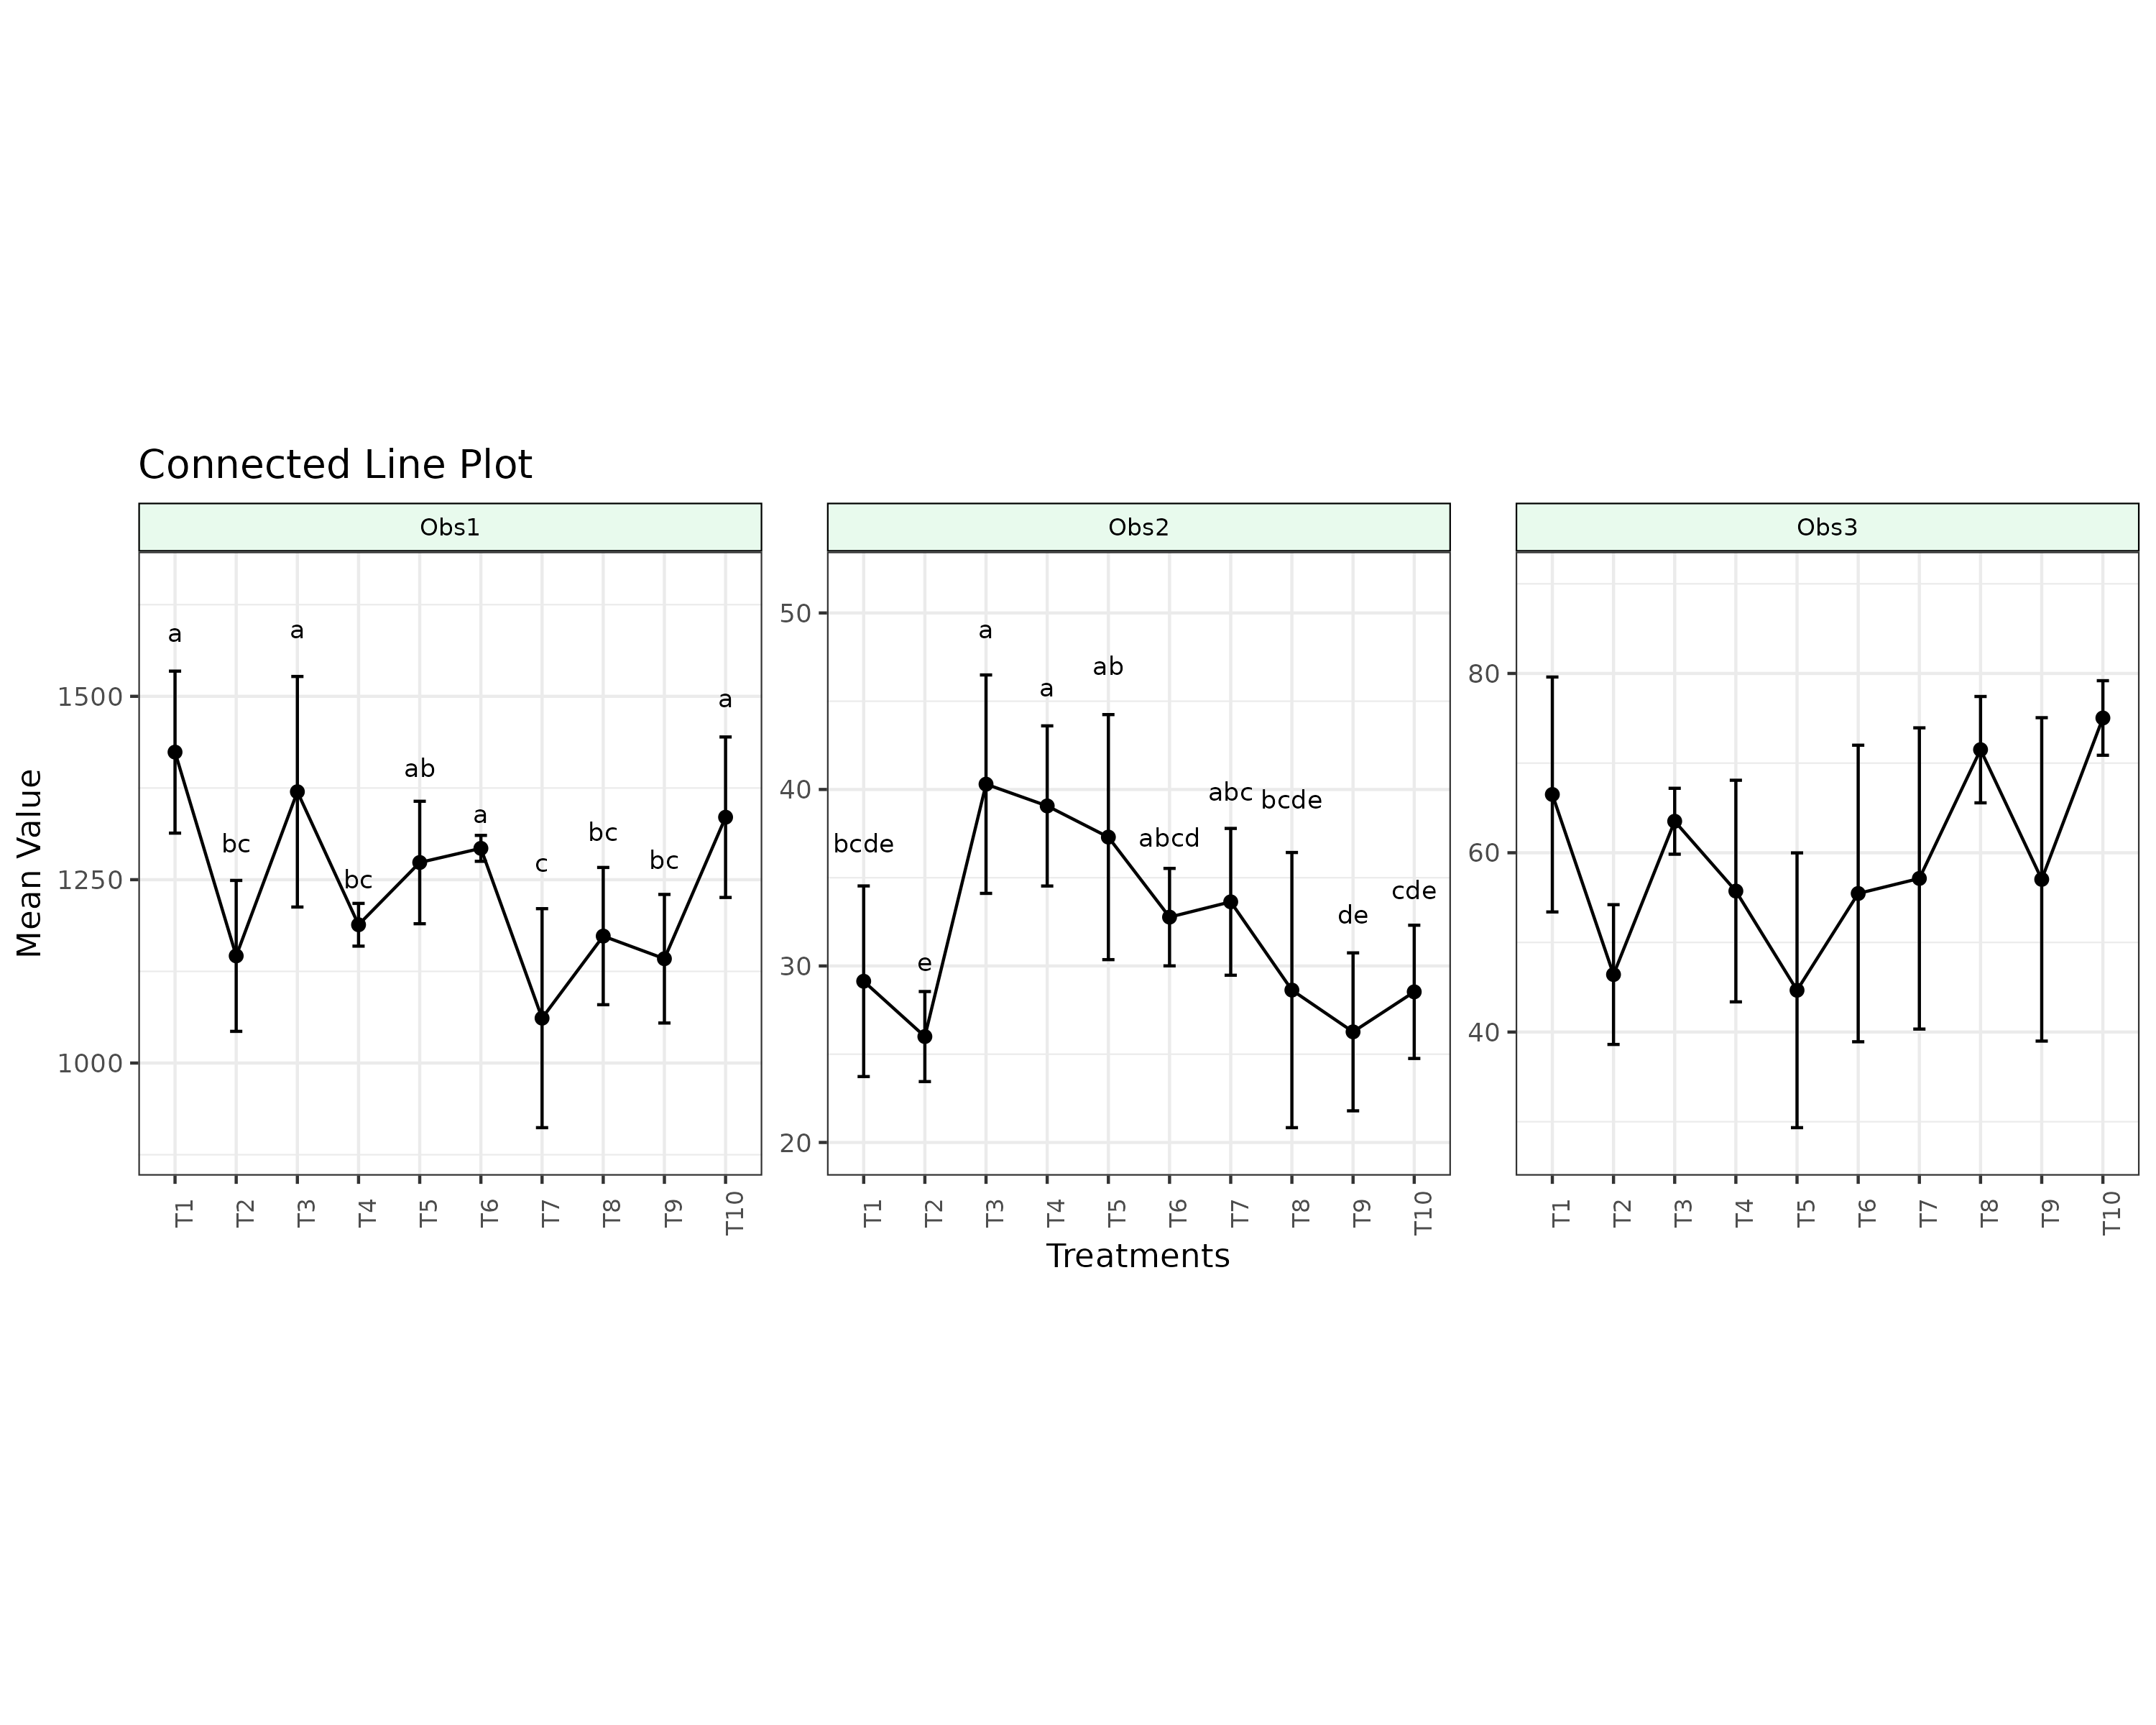 Connected Line Plot
Obs1 Obs2 Obs3
Mean Value
1500
1250
1000
a bc a bc ab a c bc bc a
50
40
30
20
bcde e a a ab abcd abc bcde de cde
80
60
40
T1 T2 T3 T4 T5 T6 T7 T8 T9 T10
T1 T2 T3 T4 T5 T6 T7 T8 T9 T10
T1 T2 T3 T4 T5 T6 T7 T8 T9 T10
Treatments